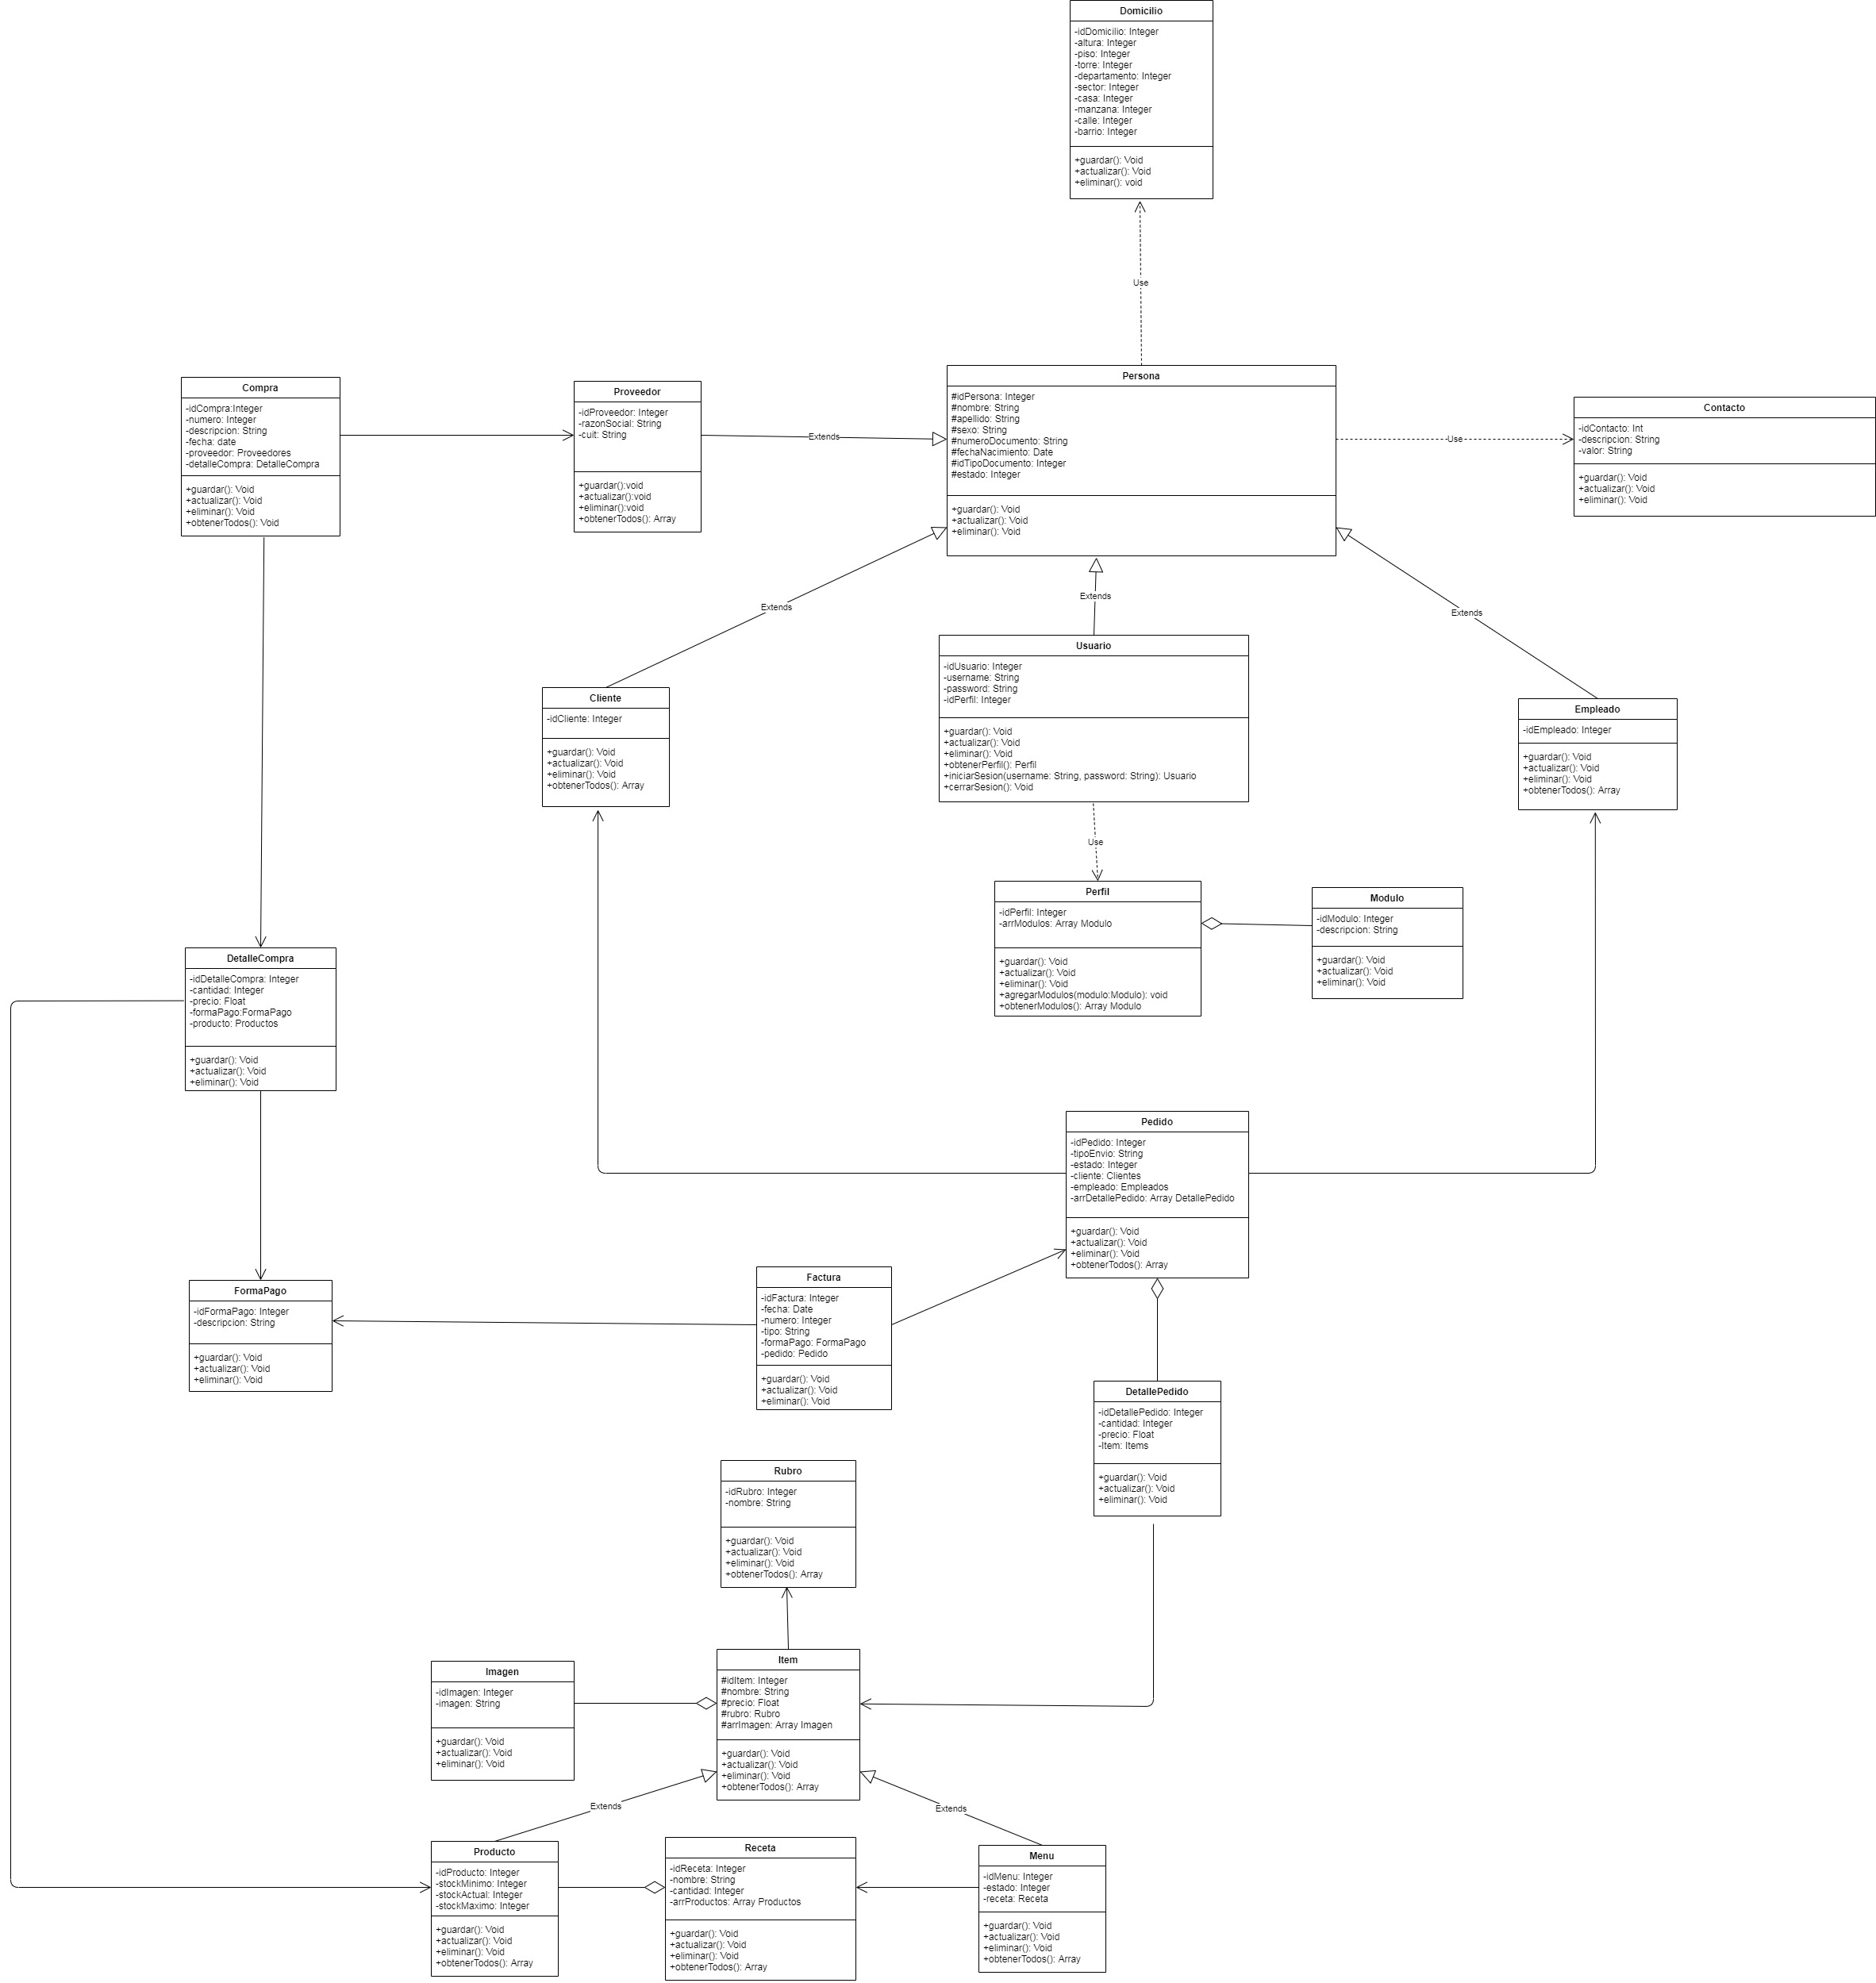 Domicilio
-idDomicilio: Integer
-altura: Integer
-piso: Integer
-torre: Integer
-departamento: Integer
-sector: Integer
-casa: Integer
-manzana: Integer
-calle: Integer
-barrio: Integer
+guardar(): Void
+actualizar(): Void
+eliminar(): void
Use
Compra
-idCompra:Integer
-numero: Integer
-descripcion: String
-fecha: date
-proveedor: Proveedores
-detalleCompra: DetalleCompra
+guardar(): Void
+actualizar(): Void
+eliminar(): Void
+obtenerTodos(): Void
Proveedor
-idProveedor: Integer
-razonSocial: String
-cuit: String
+guardar():void
+actualizar():void
+eliminar():void
+obtenerTodos(): Array
Extends
Persona
#idPersona: Integer
#nombre: String
#apellido: String
#sexo: String
#numeroDocumento: String
#fechaNacimiento: Date
#idTipoDocumento: Integer
#estado: Integer
+guardar(): Void
+actualizar(): Void
+eliminar(): Void
Use
Contacto
-idContacto: Int
-descripcion: String
-valor: String
+guardar(): Void
+actualizar(): Void
+eliminar(): Void
Extends
Extends
Extends
Cliente
-idCliente: Integer
+guardar(): Void
+actualizar(): Void
+eliminar(): Void
+obtenerTodos(): Array
Usuario
-idUsuario: Integer
-username: String
-password: String
-idPerfil: Integer
+guardar(): Void
+actualizar(): Void
+eliminar(): Void
+obtenerPerfil(): Perfil
+iniciarSesion(username: String, password: String): Usuario
+cerrarSesion(): Void
Empleado
-idEmpleado: Integer
+guardar(): Void
+actualizar(): Void
+eliminar(): Void
+obtenerTodos(): Array
Use
Perfil
-idPerfil: Integer
-arrModulos: Array Modulo
+guardar(): Void
+actualizar(): Void
+eliminar(): Void
+agregarModulos(modulo:Modulo): void
+obtenerModulos(): Array Modulo
Modulo
-idModulo: Integer
-descripcion: String
+guardar(): Void
+actualizar(): Void
+eliminar(): Void
DetalleCompra
-idDetalleCompra: Integer
-cantidad: Integer
-precio: Float
-formaPago:FormaPago
-producto: Productos
+guardar(): Void
+actualizar(): Void
+eliminar(): Void
Pedido
-idPedido: Integer
-tipoEnvio: String
-estado: Integer
-cliente: Clientes
-empleado: Empleados
-arrDetallePedido: Array DetallePedido
+guardar(): Void
+actualizar(): Void
+eliminar(): Void
+obtenerTodos(): Array
FormaPago
-idFormaPago: Integer
-descripcion: String
+guardar(): Void
+actualizar(): Void
+eliminar(): Void
Factura
-idFactura: Integer
-fecha: Date
-numero: Integer
-tipo: String
-formaPago: FormaPago
-pedido: Pedido
+guardar(): Void
+actualizar(): Void
+eliminar(): Void
DetallePedido
-idDetallePedido: Integer
-cantidad: Integer
-precio: Float
-Item: Items
+guardar(): Void
+actualizar(): Void
+eliminar(): Void
Rubro
-idRubro: Integer
-nombre: String
+guardar(): Void
+actualizar(): Void
+eliminar(): Void
+obtenerTodos(): Array
Imagen
-idImagen: Integer
-imagen: String
+guardar(): Void
+actualizar(): Void
+eliminar(): Void
Item
#idItem: Integer
#nombre: String
#precio: Float
#rubro: Rubro
#arrImagen: Array Imagen
+guardar(): Void
+actualizar(): Void
+eliminar(): Void
+obtenerTodos(): Array
Extends
Extends
Producto
-idProducto: Integer
-stockMinimo: Integer
-stockActual: Integer
-stockMaximo: Integer
+guardar(): Void
+actualizar(): Void
+eliminar(): Void
+obtenerTodos(): Array
Receta
-idReceta: Integer
-nombre: String
-cantidad: Integer
-arrProductos: Array Productos
+guardar(): Void
+actualizar(): Void
+eliminar(): Void
+obtenerTodos(): Array
Menu
-idMenu: Integer
-estado: Integer
-receta: Receta
+guardar(): Void
+actualizar(): Void
+eliminar(): Void
+obtenerTodos(): Array